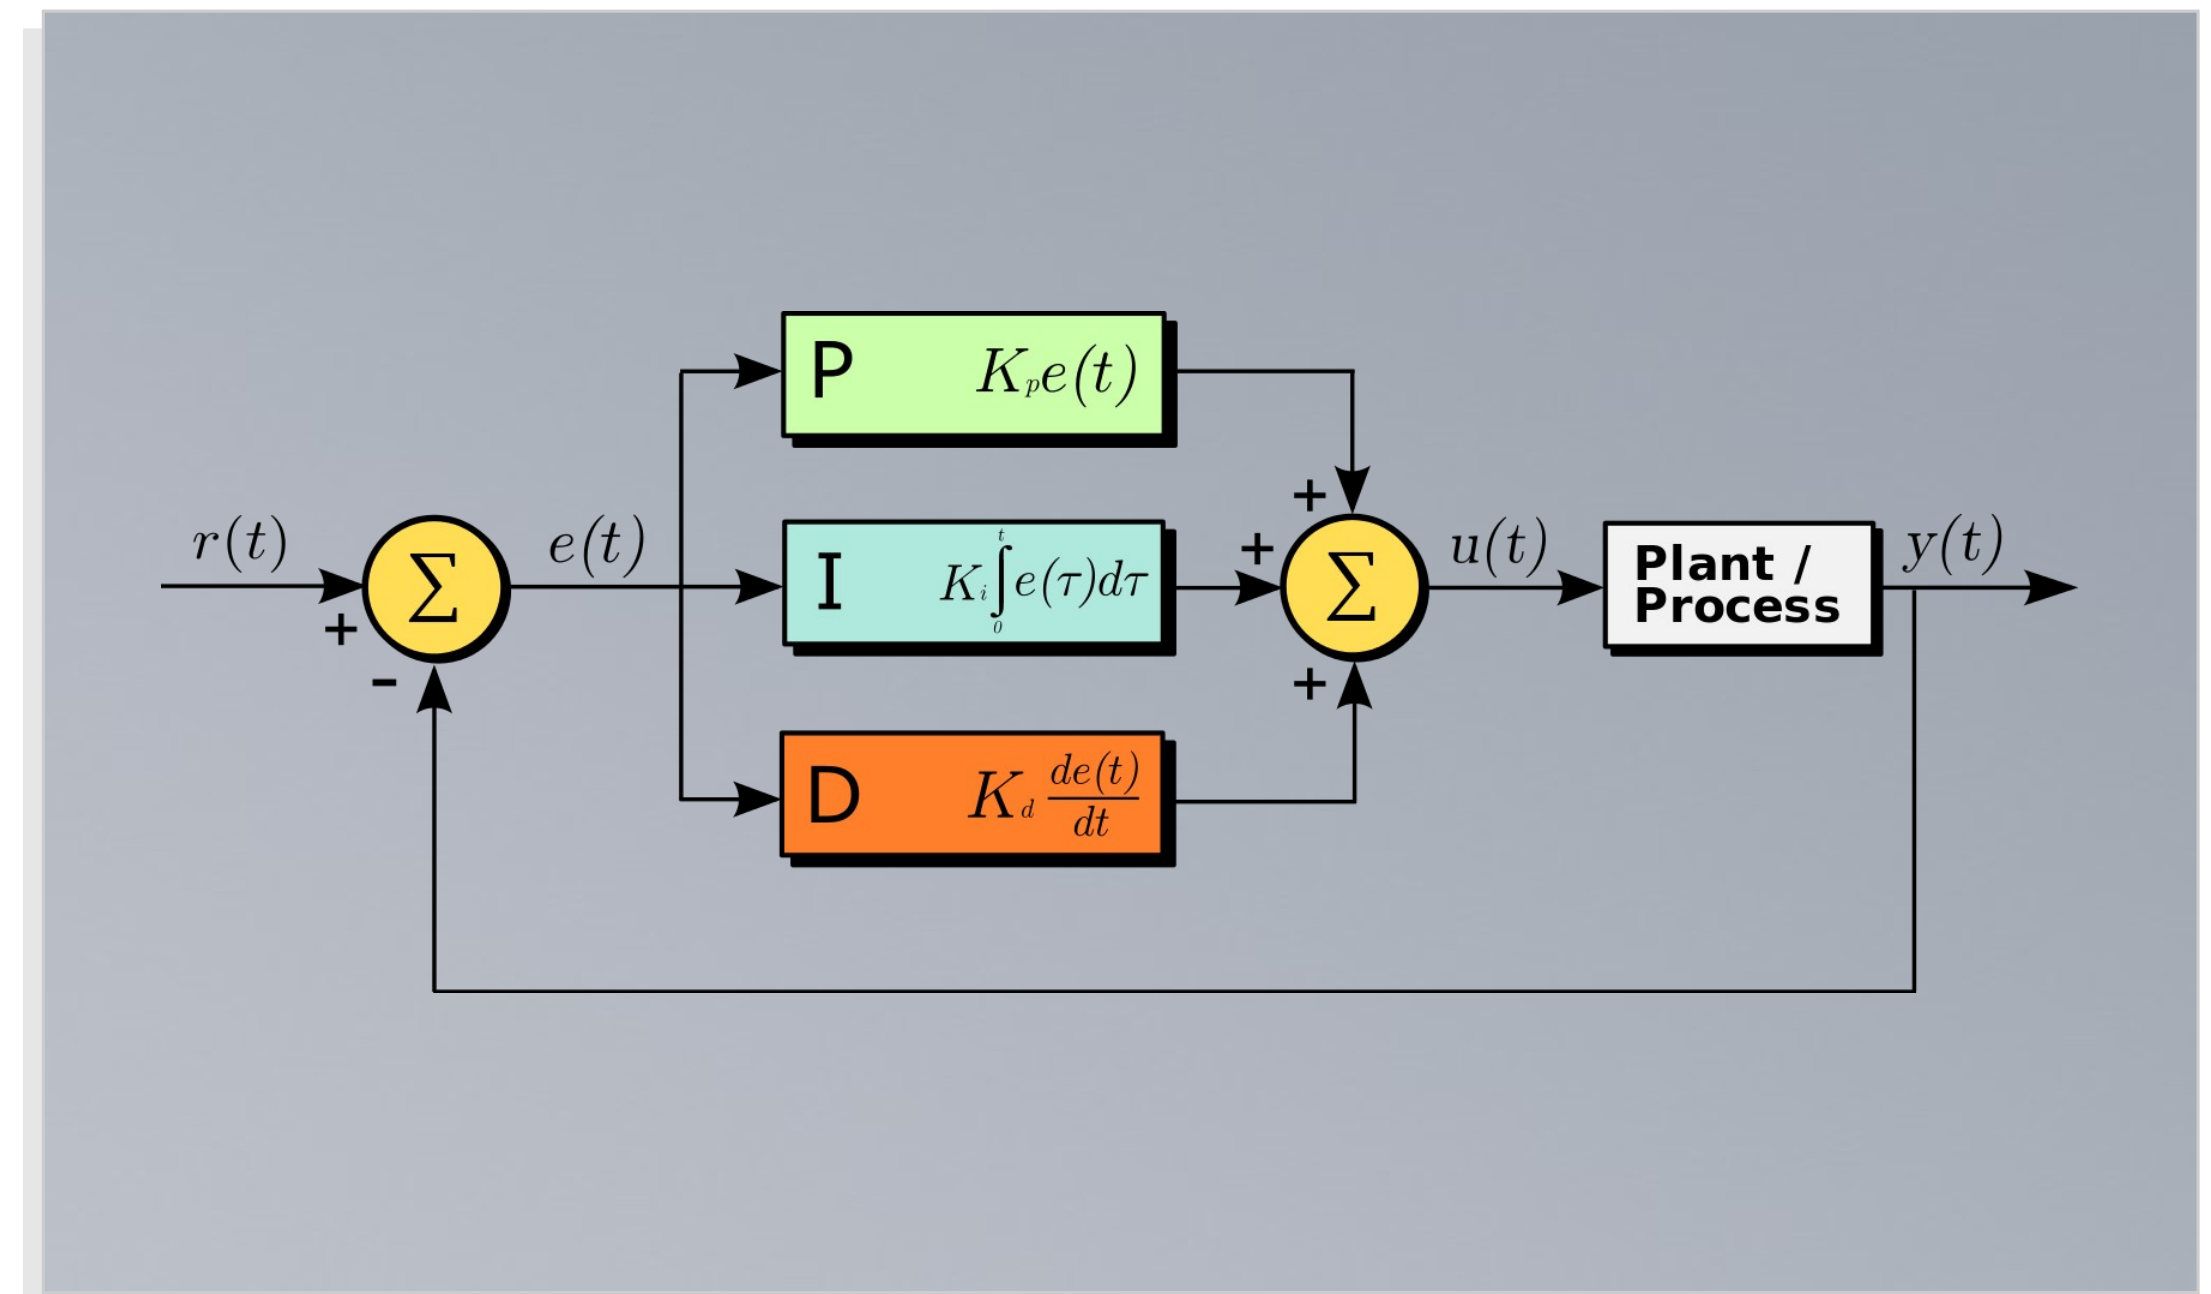 P K_p e(t)
r(t)
+
-
Σ
e(t)
I K_i ∫_0^t e(τ)dτ
D K_d de(t)/dt
+
+
+
Σ
u(t)
Plant /
Process
y(t)